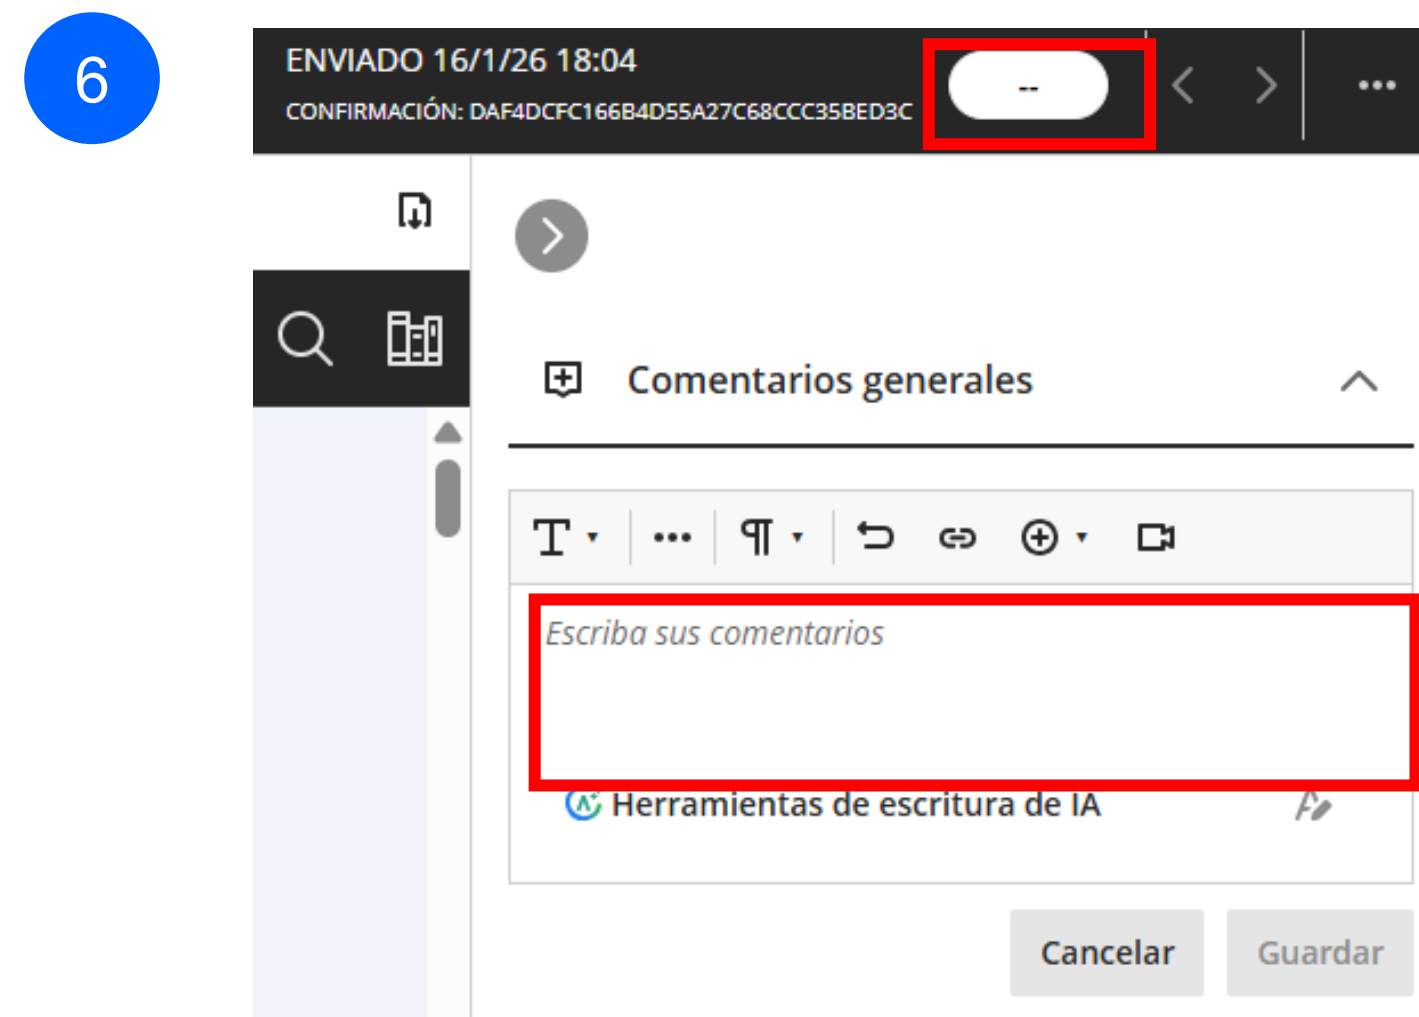 6
ENVIADO 16/1/26 18:04
CONFIRMACIÓN: DAF4DCFC166B4D55A27C68CCC35BED3C
--
Comentarios generales
Escriba sus comentarios
Herramientas de escritura de IA
Cancelar
Guardar